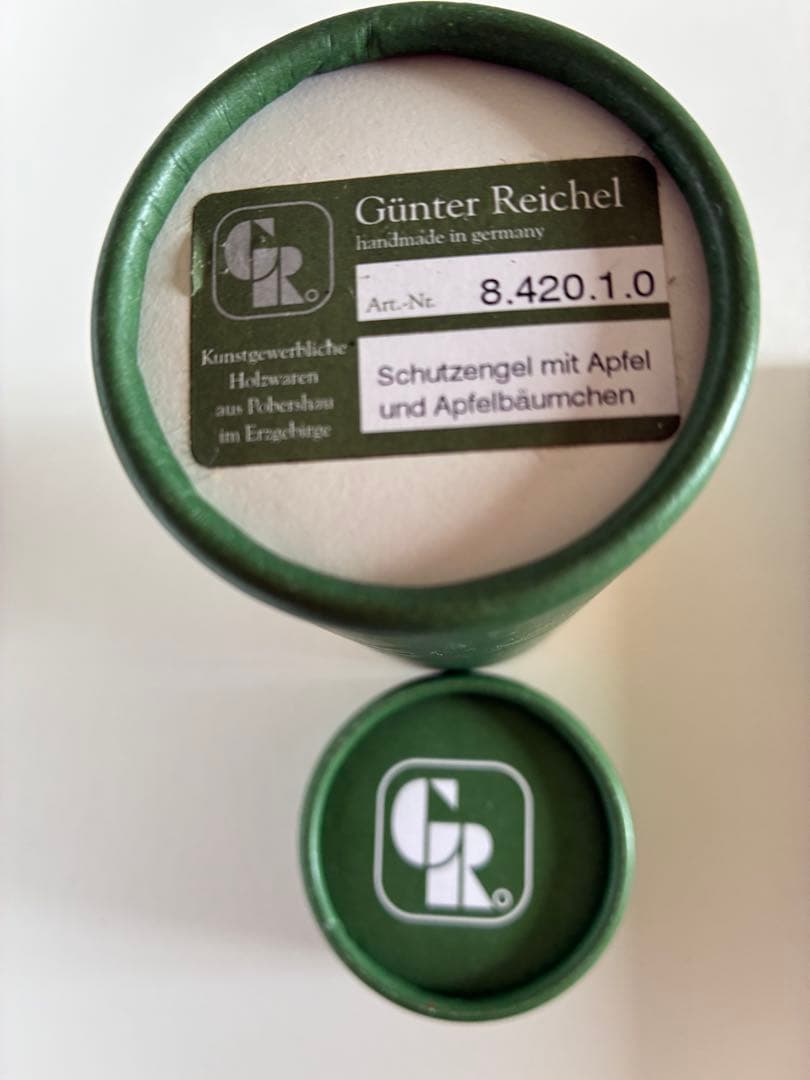 GR
Günter Reichel
handmade in germany
Art.-Nr. 8.420.1.0
Kunstgewerbliche
Holzwaren
aus Pobershau
im Erzgebirge
Schutzengel mit Apfel
und Apfelbäumchen
GR